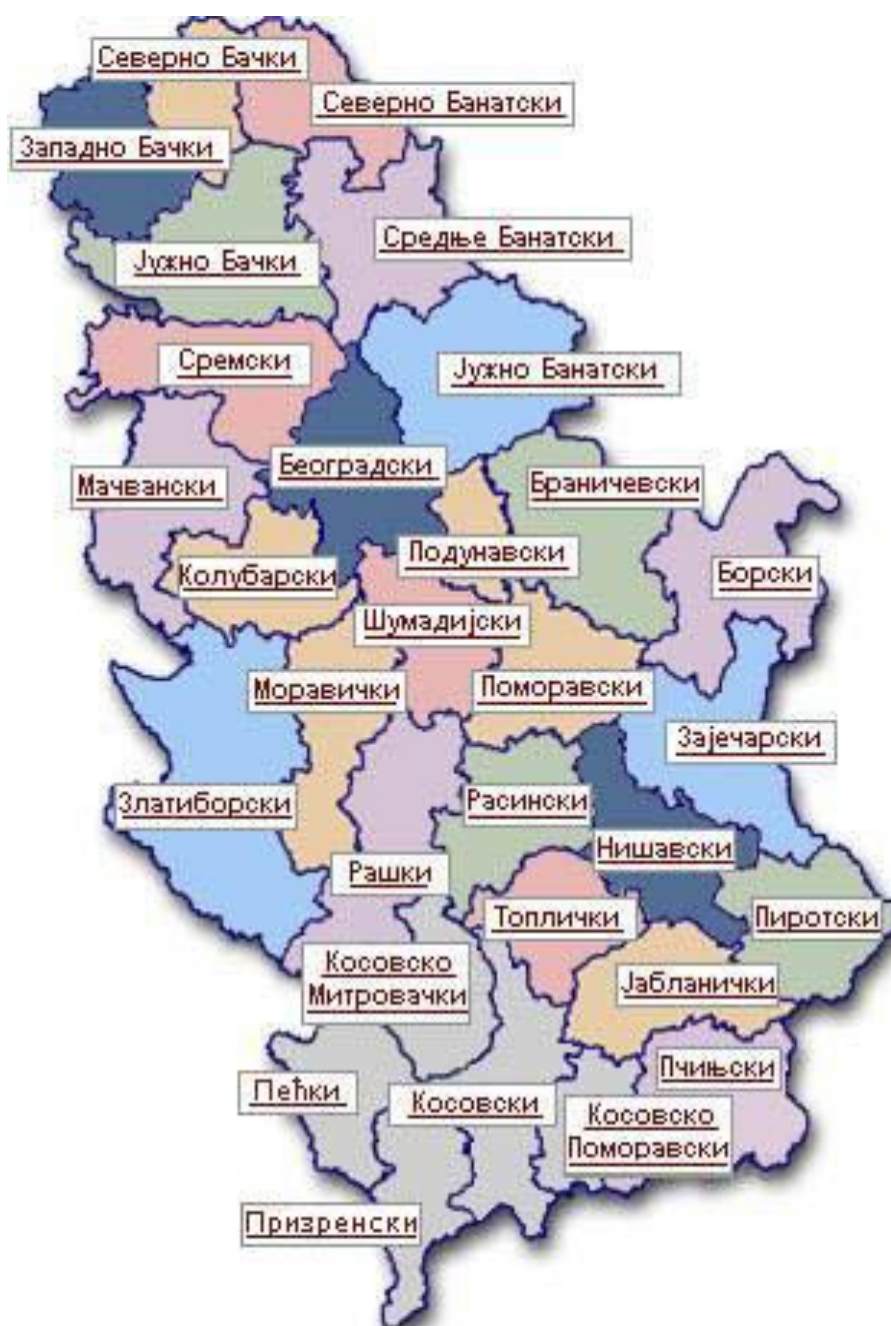 Северно Бачки
Северно Банатски
Западно Бачки
Средње Банатски
Јужно Бачки
Сремски
Јужно Банатски
Београдски
Мачвански
Браничевски
Подунавски
Колубарски
Борски
Шумадијски
Моравички
Поморавски
Зајечарски
Златиборски
Расински
Нишавски
Рашки
Топлички
Пиротски
Косовско
Митровачки
Јабланички
Пчињски
Пећки
Косовски
Косовско
Поморавски
Призренски